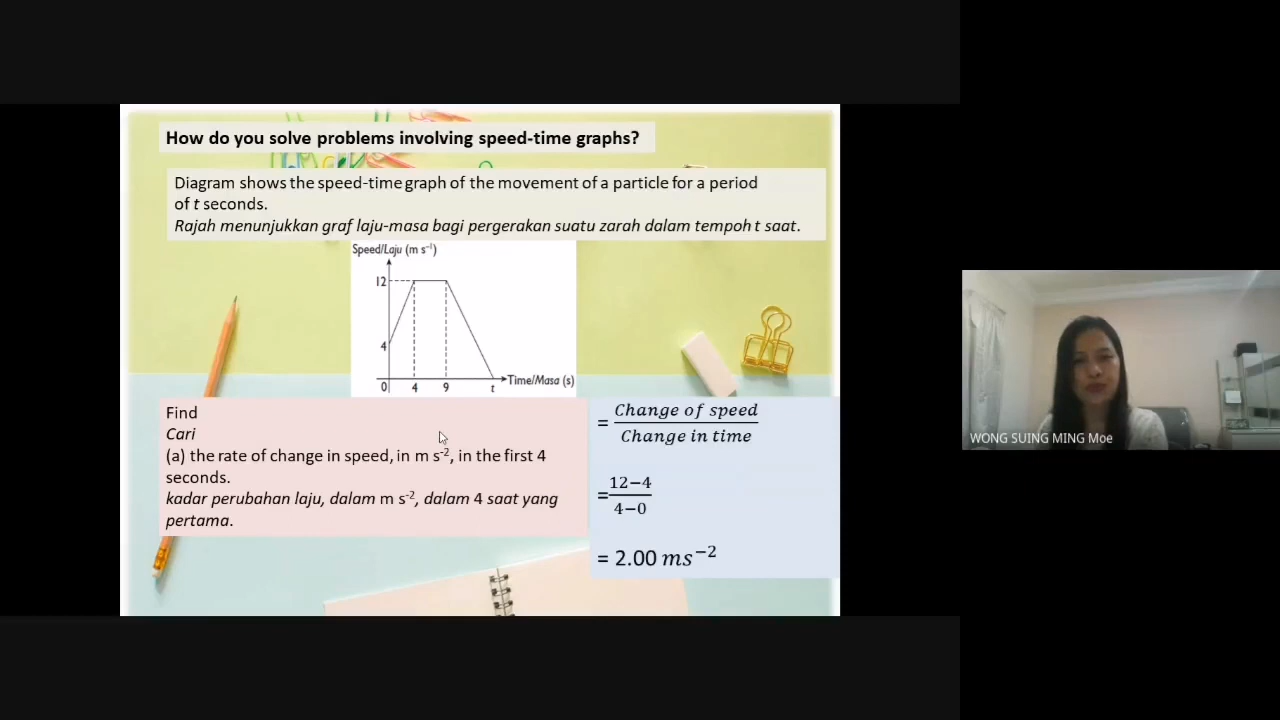 How do you solve problems involving speed-time graphs?
Diagram shows the speed-time graph of the movement of a particle for a period
of t seconds.
Rajah menunjukkan graf laju-masa bagi pergerakan suatu zarah dalam tempoh t saat.
Speed/Laju (m s⁻¹)
12
4
0 4 9 t Time/Masa (s)
Find
Cari
(a) the rate of change in speed, in m s⁻², in the first 4
seconds.
kadar perubahan laju, dalam m s⁻², dalam 4 saat yang
pertama.
= Change of speed
Change in time
= 12−4
4−0
= 2.00 ms⁻²
WONG SUING MING Moe